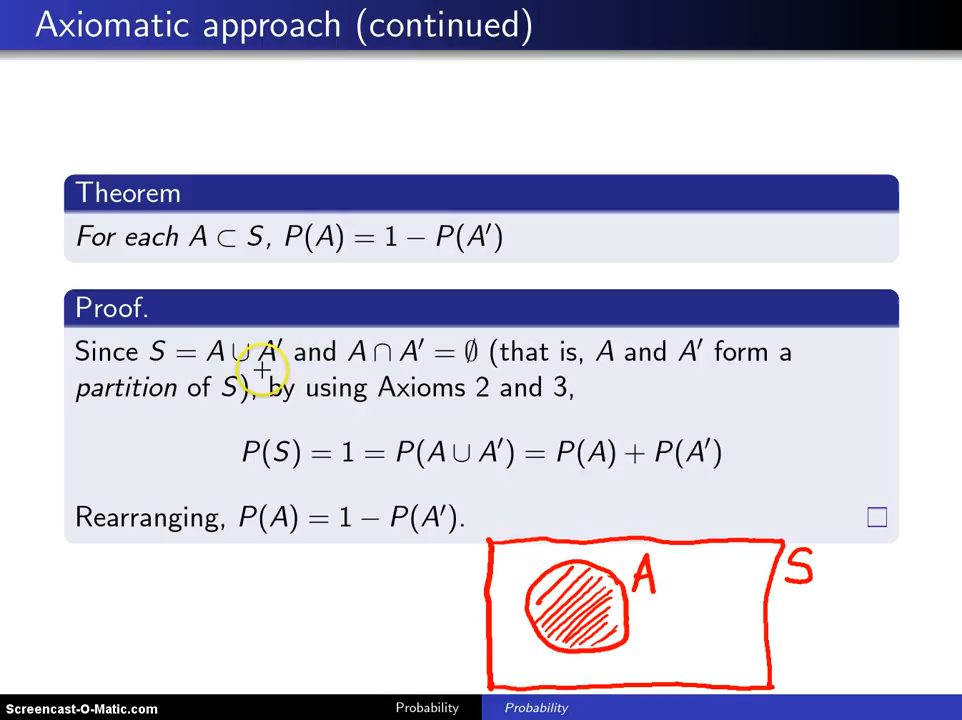 Axiomatic approach (continued)
Theorem
For each A ⊂ S, P(A) = 1 − P(A′)
Proof.
Since S = A ∪ A′ and A ∩ A′ = ∅ (that is, A and A′ form a
partition of S), by using Axioms 2 and 3,
P(S) = 1 = P(A ∪ A′) = P(A) + P(A′)
Rearranging, P(A) = 1 − P(A′).
A
S
Screencast-O-Matic.com
Probability
Probability